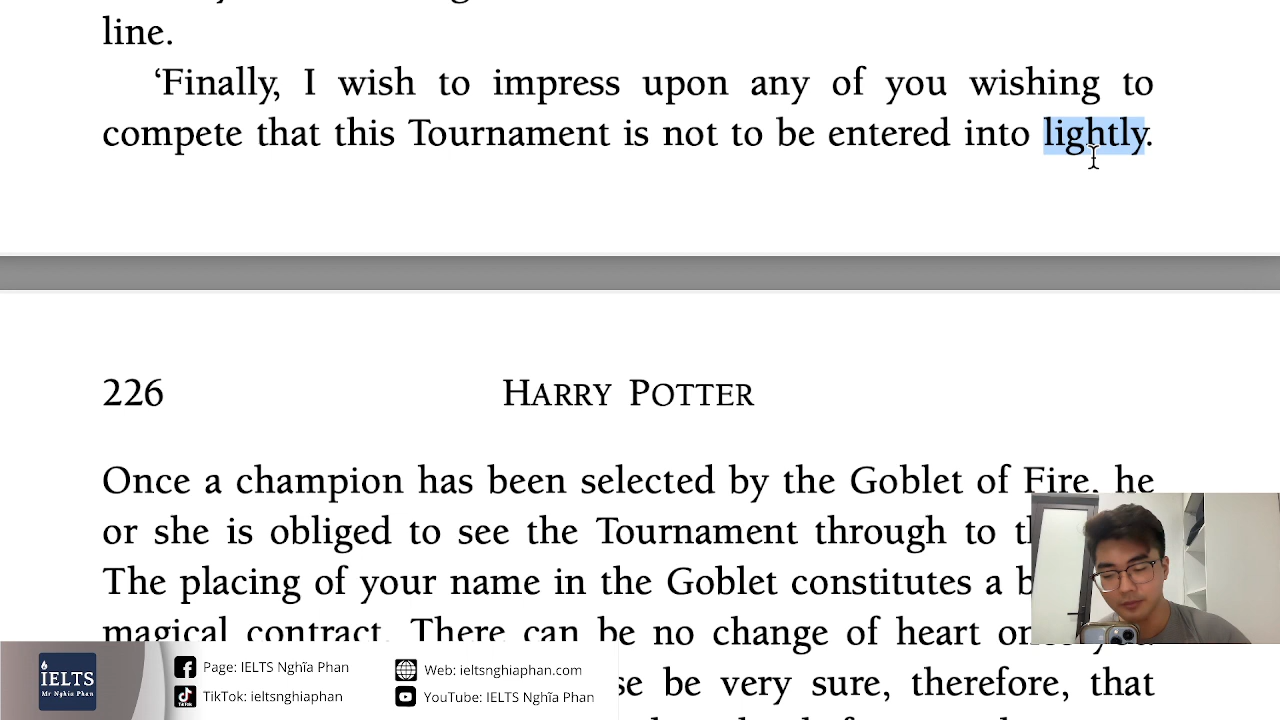 line.
‘Finally, I wish to impress upon any of you wishing to
compete that this Tournament is not to be entered into lightly.
226 HARRY POTTER
Once a champion has been selected by the Goblet of Fire, he
or she is obliged to see the Tournament through to
The placing of your name in the Goblet constitutes a
magical contract. There can be no change of heart
be very sure, therefore, that
IELTS
Mr Nghia Phan
Page: IELTS Nghĩa Phan
TikTok: ieltsnghiaphan
Web: ieltsnghiaphan.com
YouTube: IELTS Nghĩa Phan